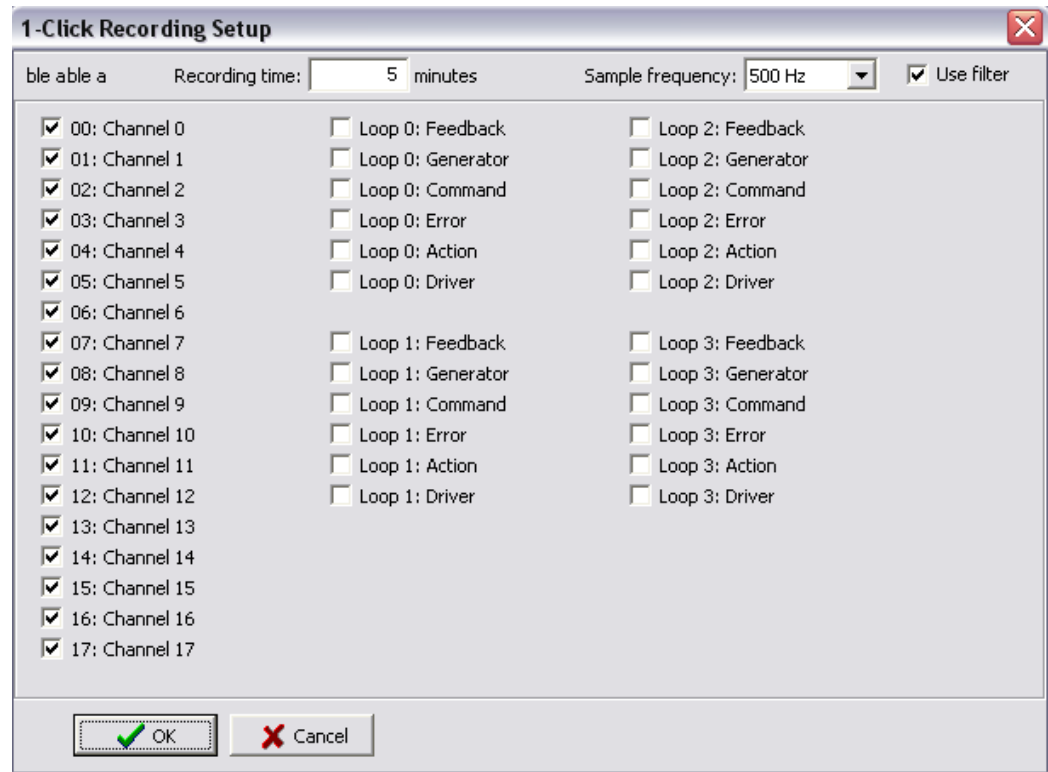 1-Click Recording Setup
ble able a Recording time: 5 minutes Sample frequency: 500 Hz Use filter
00: Channel 0 Loop 0: Feedback Loop 2: Feedback
01: Channel 1 Loop 0: Generator Loop 2: Generator
02: Channel 2 Loop 0: Command Loop 2: Command
03: Channel 3 Loop 0: Error Loop 2: Error
04: Channel 4 Loop 0: Action Loop 2: Action
05: Channel 5 Loop 0: Driver Loop 2: Driver
06: Channel 6
07: Channel 7 Loop 1: Feedback Loop 3: Feedback
08: Channel 8 Loop 1: Generator Loop 3: Generator
09: Channel 9 Loop 1: Command Loop 3: Command
10: Channel 10 Loop 1: Error Loop 3: Error
11: Channel 11 Loop 1: Action Loop 3: Action
12: Channel 12 Loop 1: Driver Loop 3: Driver
13: Channel 13
14: Channel 14
15: Channel 15
16: Channel 16
17: Channel 17
OK Cancel